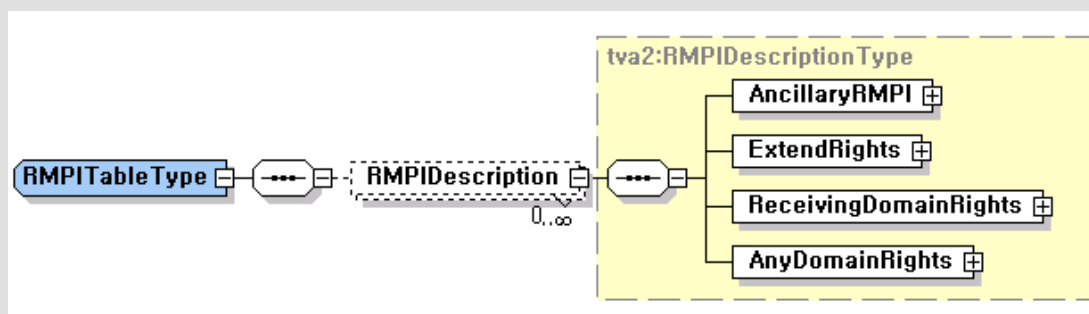 tva2:RMPIDescriptionType
AncillaryRMPI
ExtendRights
RMPITableType
RMPIDescription
0..∞
ReceivingDomainRights
AnyDomainRights